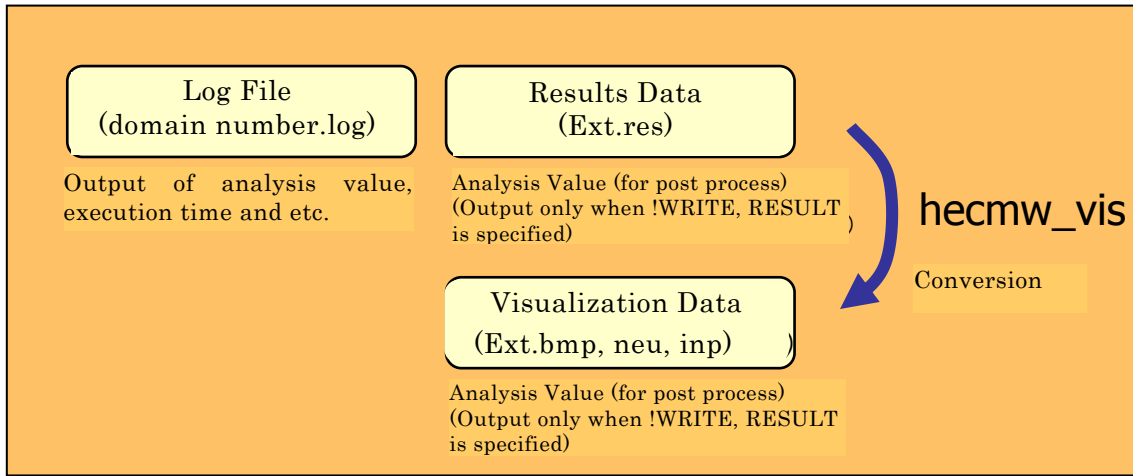 Log File
(domain number.log)
Output of analysis value,
execution time and etc.
Results Data
(Ext.res)
Analysis Value (for post process)
(Output only when !WRITE, RESULT
is specified)
)
hecmw_vis
Conversion
Visualization Data
(Ext.bmp, neu, inp) )
Analysis Value (for post process)
(Output only when !WRITE, RESULT
is specified)